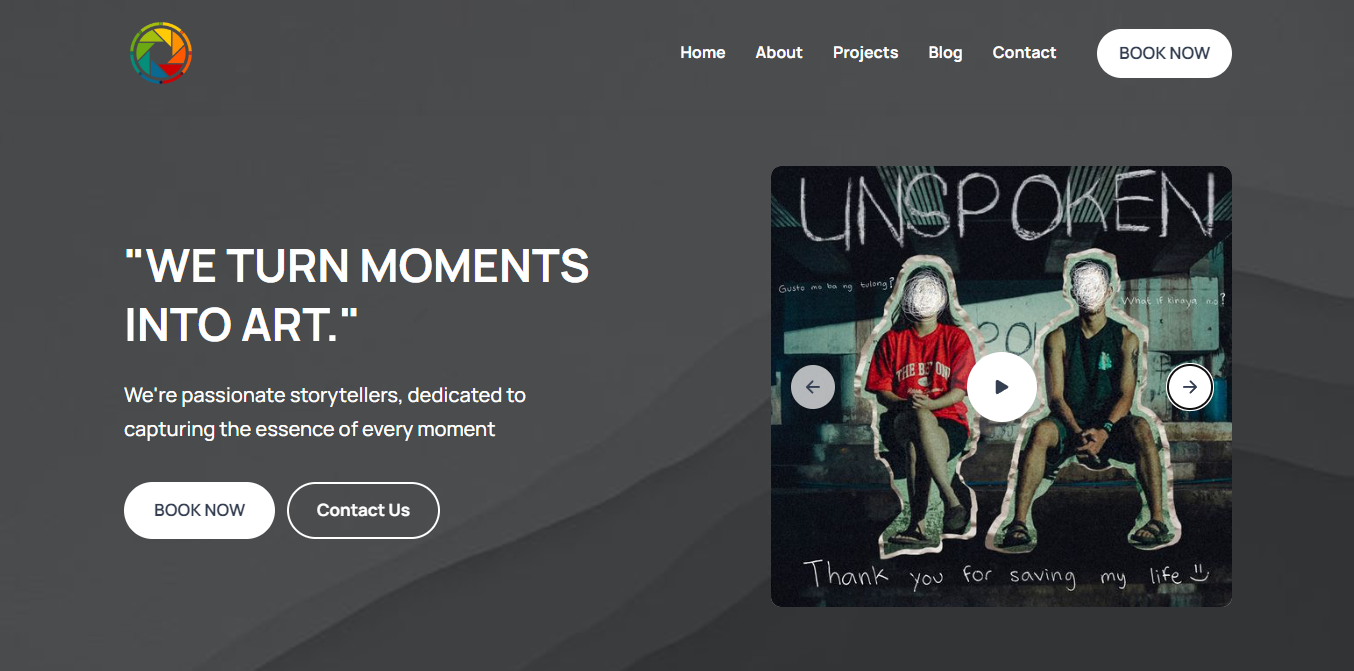 Home About Projects Blog Contact BOOK NOW
"WE TURN MOMENTS
INTO ART."
We're passionate storytellers, dedicated to
capturing the essence of every moment
BOOK NOW Contact Us
UNSPOKEN
Gusto mo ba ng tulong?
What if kinaya no?
THE
Thank you for saving my life